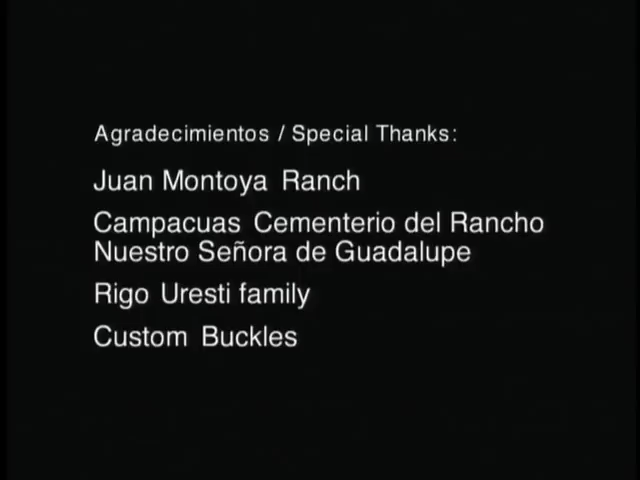 Agradecimientos / Special Thanks:
Juan Montoya Ranch
Campacuas Cementerio del Rancho
Nuestro Señora de Guadalupe
Rigo Uresti family
Custom Buckles